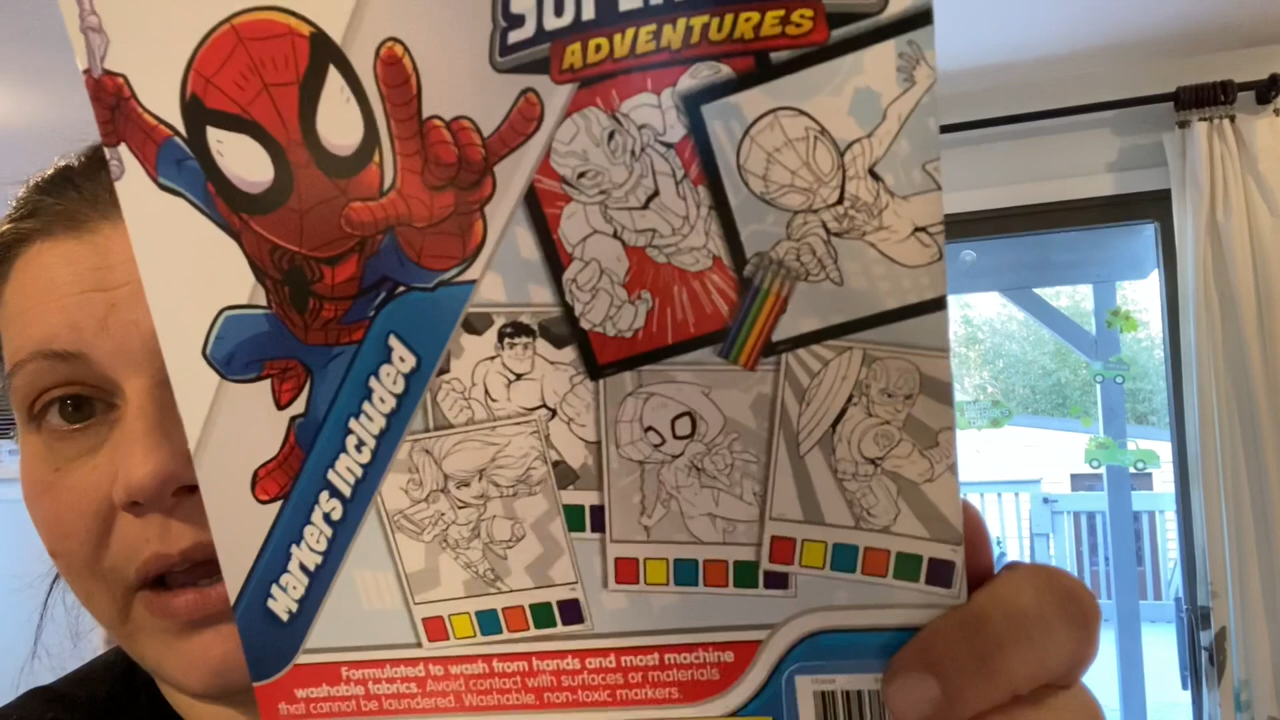 ADVENTURES
Markers Included
Formulated to wash from hands and most machine
washable fabrics. Avoid contact with surfaces or materials
that cannot be laundered. Washable, non-toxic markers.